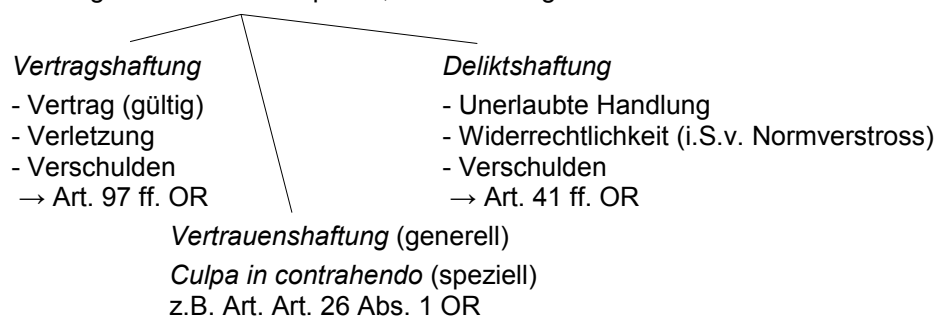 Vertragshaftung
- Vertrag (gültig)
- Verletzung
- Verschulden
→ Art. 97 ff. OR
Deliktshaftung
- Unerlaubte Handlung
- Widerrechtlichkeit (i.S.v. Normverstoss)
- Verschulden
→ Art. 41 ff. OR
Vertrauenshaftung (generell)
Culpa in contrahendo (speziell)
z.B. Art. Art. 26 Abs. 1 OR